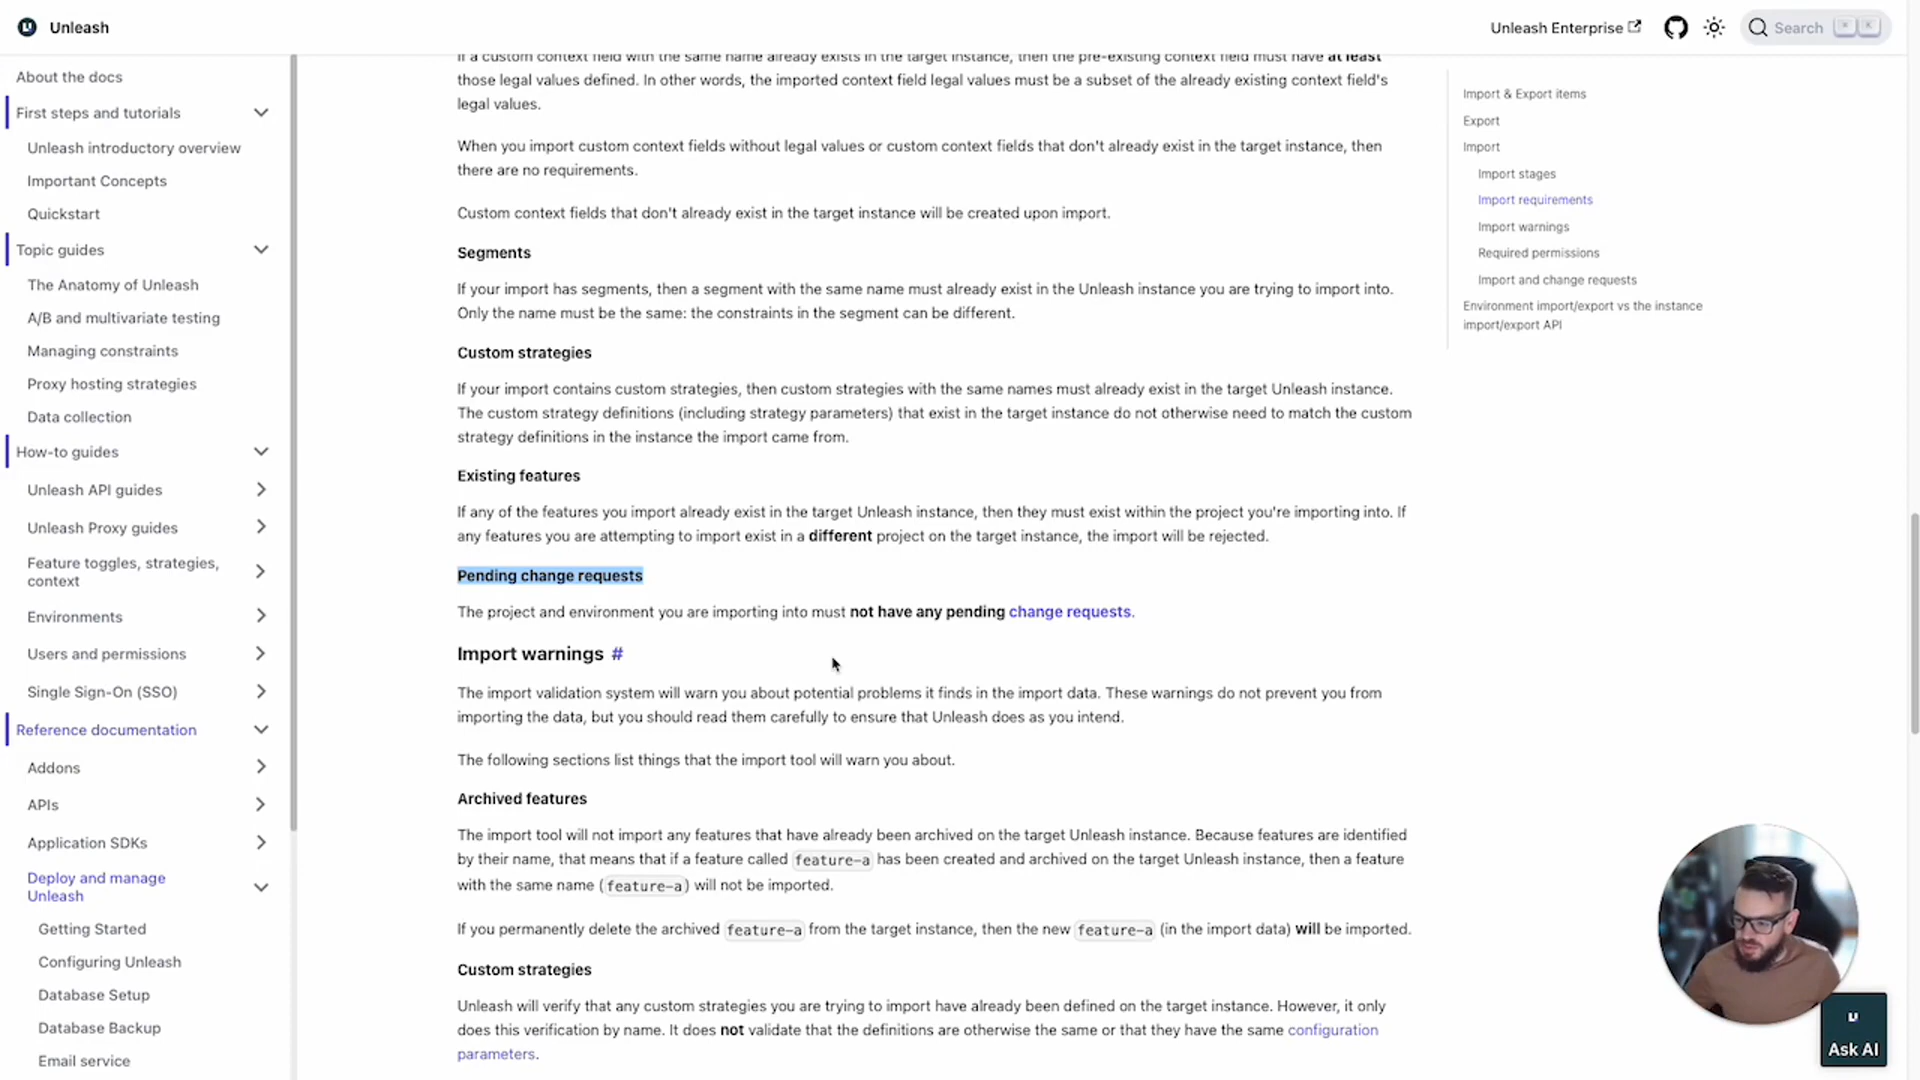 Unleash
Unleash Enterprise
Search
K
About the docs
First steps and tutorials
Unleash introductory overview
Important Concepts
Quickstart
Topic guides
The Anatomy of Unleash
A/B and multivariate testing
Managing constraints
Proxy hosting strategies
Data collection
How-to guides
Unleash API guides
Unleash Proxy guides
Feature toggles, strategies,
context
Environments
Users and permissions
Single Sign-On (SSO)
Reference documentation
Addons
APIs
Application SDKs
Deploy and manage
Unleash
Getting Started
Configuring Unleash
Database Setup
Database Backup
Email service
If a custom context field with the same name already exists in the target instance, then the pre-existing context field must have at least
those legal values defined. In other words, the imported context field legal values must be a subset of the already existing context field's
legal values.
When you import custom context fields without legal values or custom context fields that don't already exist in the target instance, then
there are no requirements.
Custom context fields that don't already exist in the target instance will be created upon import.
Segments
If your import has segments, then a segment with the same name must already exist in the Unleash instance you are trying to import into.
Only the name must be the same: the constraints in the segment can be different.
Custom strategies
If your import contains custom strategies, then custom strategies with the same names must already exist in the target Unleash instance.
The custom strategy definitions (including strategy parameters) that exist in the target instance do not otherwise need to match the custom
strategy definitions in the instance the import came from.
Existing features
If any of the features you import already exist in the target Unleash instance, then they must exist within the project you're importing into. If
any features you are attempting to import exist in a different project on the target instance, the import will be rejected.
Pending change requests
The project and environment you are importing into must not have any pending change requests.
Import warnings #
The import validation system will warn you about potential problems it finds in the import data. These warnings do not prevent you from
importing the data, but you should read them carefully to ensure that Unleash does as you intend.
The following sections list things that the import tool will warn you about.
Archived features
The import tool will not import any features that have already been archived on the target Unleash instance. Because features are identified
by their name, that means that if a feature called feature-a has been created and archived on the target Unleash instance, then a feature
with the same name (feature-a) will not be imported.
If you permanently delete the archived feature-a from the target instance, then the new feature-a (in the import data) will be imported.
Custom strategies
Unleash will verify that any custom strategies you are trying to import have already been defined on the target instance. However, it only
does this verification by name. It does not validate that the definitions are otherwise the same or that they have the same configuration
parameters.
Import & Export items
Export
Import
Import stages
Import requirements
Import warnings
Required permissions
Import and change requests
Environment import/export vs the instance
import/export API
Ask AI